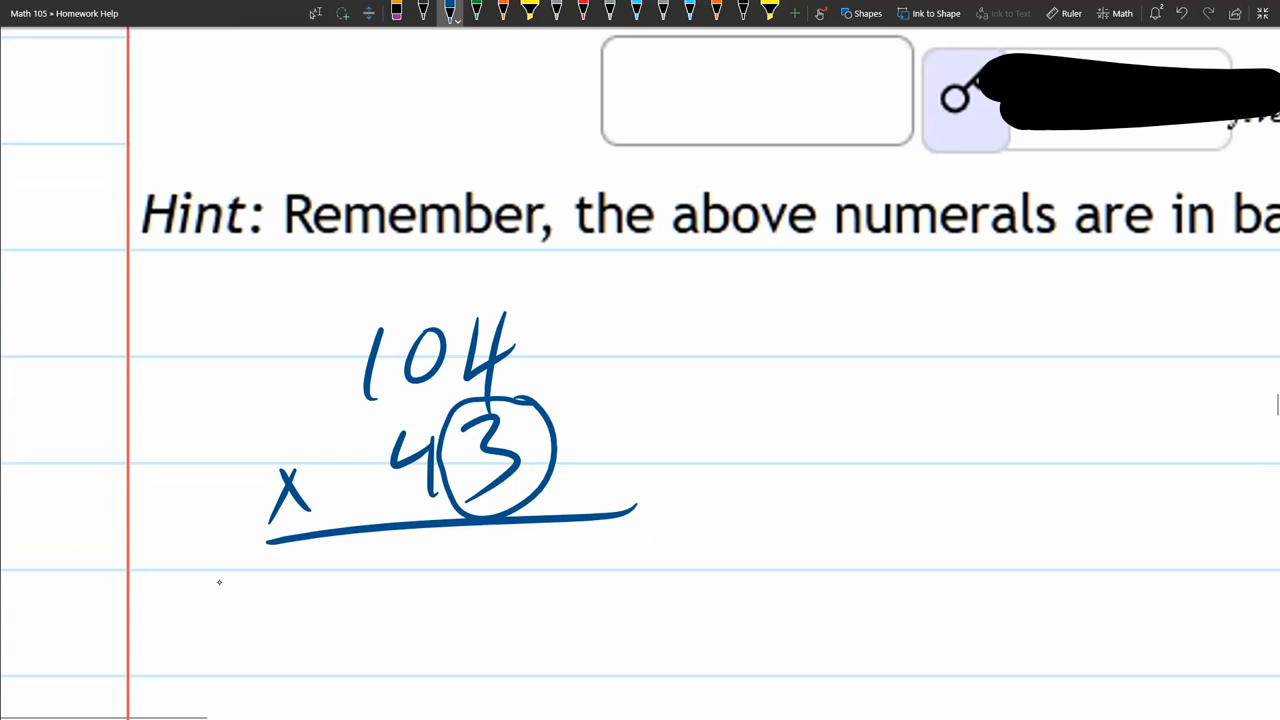 Math 105 » Homework Help
Shapes
Ink to Shape
Ink to Text
Ruler
Math
Hint: Remember, the above numerals are in ba
104
43
x